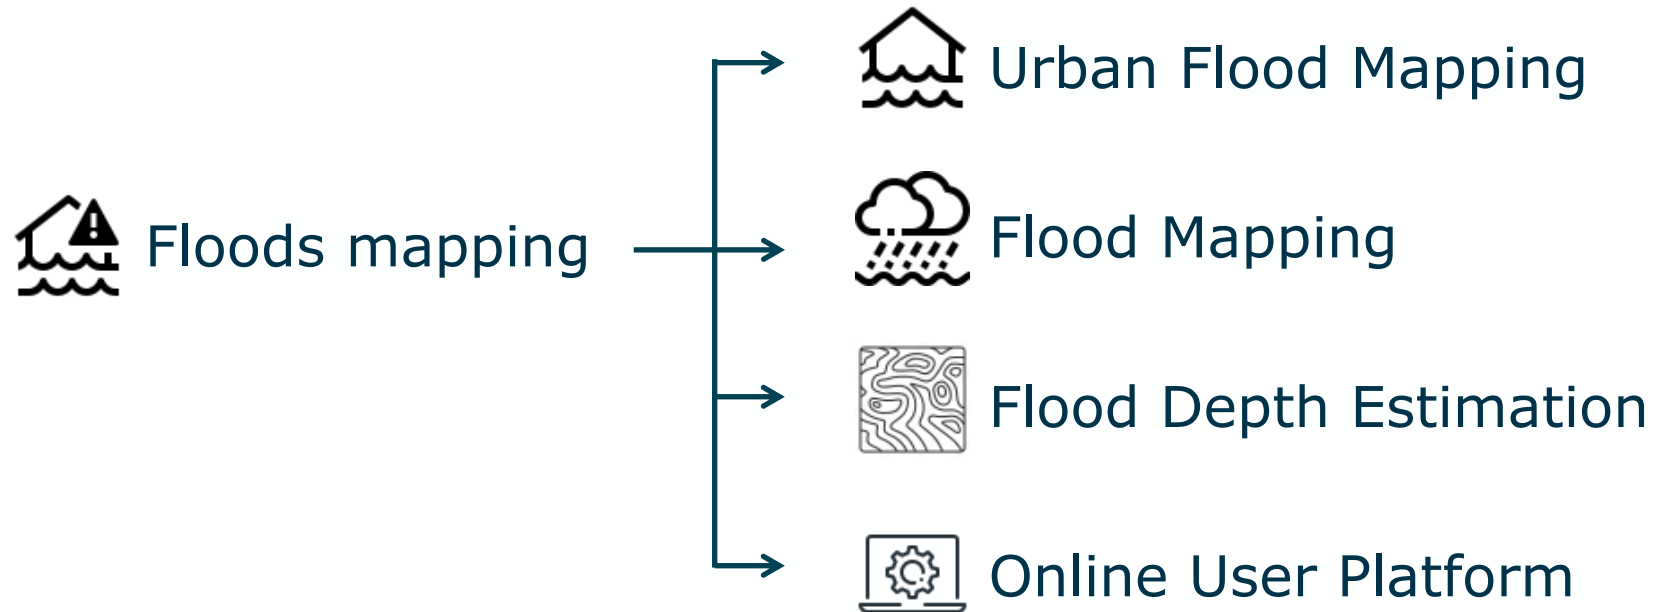 Urban Flood Mapping
Floods mapping
Flood Mapping
Flood Depth Estimation
Online User Platform